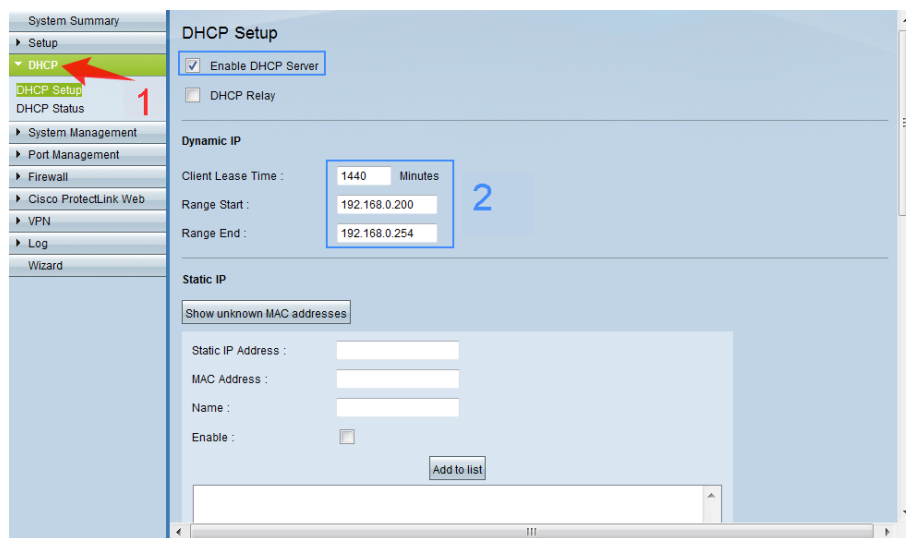 System Summary
Setup
DHCP
DHCP Setup
DHCP Status
1
System Management
Port Management
Firewall
Cisco ProtectLink Web
VPN
Log
Wizard
DHCP Setup
Enable DHCP Server
DHCP Relay
Dynamic IP
Client Lease Time : 1440 Minutes
Range Start : 192.168.0.200
Range End : 192.168.0.254
2
Static IP
Show unknown MAC addresses
Static IP Address :
MAC Address :
Name :
Enable :
Add to list